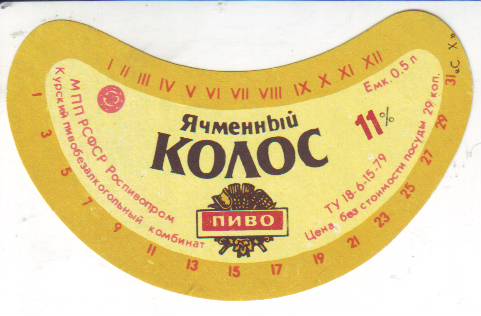 I II III IV V VI VII VIII IX X XI XII
МПП РСФСР Роспивопром
Курский пивобезалкогольный комбинат
Ячменный
КОЛОС
ПИВО
11%
Емк. 0,5 л
ТУ 18-6-15-79
Цена без стоимости посуды 29 коп.
«С Х»
1 3 5 7 9 11 13 15 17 19 21 23 25 27 29 31